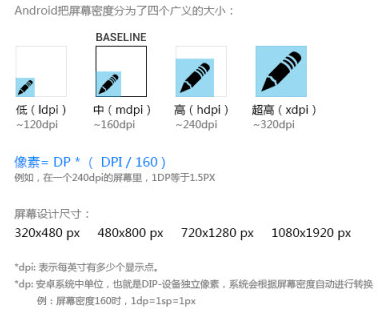 Android把屏幕密度分为了四个广义的大小：
BASELINE
低（ldpi） 中（mdpi） 高（hdpi） 超高（xdpi）
~120dpi ~160dpi ~240dpi ~320dpi
像素= DP *（ DPI / 160 ）
例如，在一个240dpi的屏幕里，1DP等于1.5PX
屏幕设计尺寸：
320x480 px 480x800 px 720x1280 px 1080x1920 px
*dpi: 表示每英寸有多少个显示点。
*dp: 安卓系统中单位，也就是DIP-设备独立像素，系统会根据屏幕密度自动进行转换
例：屏幕密度160时，1dp=1sp=1px